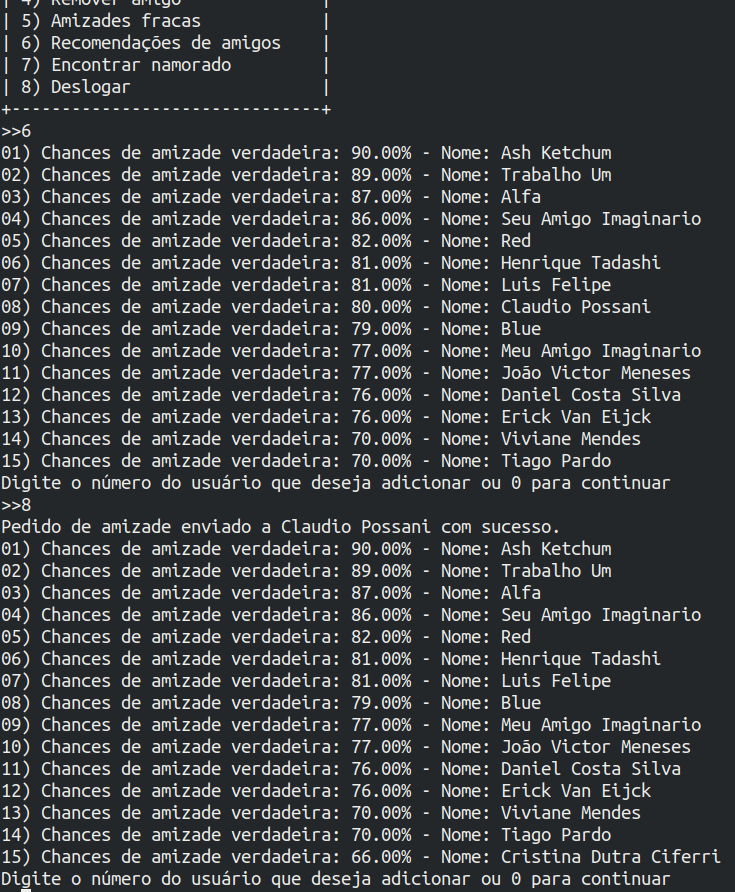 | 4) Remover amigo              |
| 5) Amizades fracas            |
| 6) Recomendações de amigos    |
| 7) Encontrar namorado         |
| 8) Deslogar                   |
+-------------------------------+
>>6
01) Chances de amizade verdadeira: 90.00% - Nome: Ash Ketchum
02) Chances de amizade verdadeira: 89.00% - Nome: Trabalho Um
03) Chances de amizade verdadeira: 87.00% - Nome: Alfa
04) Chances de amizade verdadeira: 86.00% - Nome: Seu Amigo Imaginario
05) Chances de amizade verdadeira: 82.00% - Nome: Red
06) Chances de amizade verdadeira: 81.00% - Nome: Henrique Tadashi
07) Chances de amizade verdadeira: 81.00% - Nome: Luis Felipe
08) Chances de amizade verdadeira: 80.00% - Nome: Claudio Possani
09) Chances de amizade verdadeira: 79.00% - Nome: Blue
10) Chances de amizade verdadeira: 77.00% - Nome: Meu Amigo Imaginario
11) Chances de amizade verdadeira: 77.00% - Nome: João Victor Meneses
12) Chances de amizade verdadeira: 76.00% - Nome: Daniel Costa Silva
13) Chances de amizade verdadeira: 76.00% - Nome: Erick Van Eijck
14) Chances de amizade verdadeira: 70.00% - Nome: Viviane Mendes
15) Chances de amizade verdadeira: 70.00% - Nome: Tiago Pardo
Digite o número do usuário que deseja adicionar ou 0 para continuar
>>8
Pedido de amizade enviado a Claudio Possani com sucesso.
01) Chances de amizade verdadeira: 90.00% - Nome: Ash Ketchum
02) Chances de amizade verdadeira: 89.00% - Nome: Trabalho Um
03) Chances de amizade verdadeira: 87.00% - Nome: Alfa
04) Chances de amizade verdadeira: 86.00% - Nome: Seu Amigo Imaginario
05) Chances de amizade verdadeira: 82.00% - Nome: Red
06) Chances de amizade verdadeira: 81.00% - Nome: Henrique Tadashi
07) Chances de amizade verdadeira: 81.00% - Nome: Luis Felipe
08) Chances de amizade verdadeira: 79.00% - Nome: Blue
09) Chances de amizade verdadeira: 77.00% - Nome: Meu Amigo Imaginario
10) Chances de amizade verdadeira: 77.00% - Nome: João Victor Meneses
11) Chances de amizade verdadeira: 76.00% - Nome: Daniel Costa Silva
12) Chances de amizade verdadeira: 76.00% - Nome: Erick Van Eijck
13) Chances de amizade verdadeira: 70.00% - Nome: Viviane Mendes
14) Chances de amizade verdadeira: 70.00% - Nome: Tiago Pardo
15) Chances de amizade verdadeira: 66.00% - Nome: Cristina Dutra Ciferri
Digite o número do usuário que deseja adicionar ou 0 para continuar